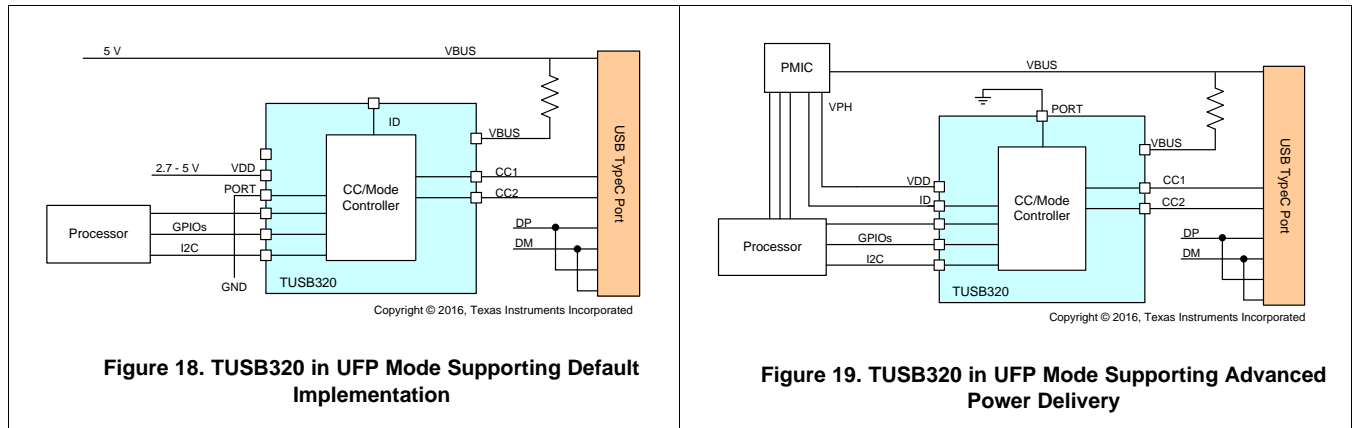 5 V
VBUS
ID
VBUS
2.7 - 5 V
VDD
PORT
CC/Mode
Controller
CC1
CC2
Processor
GPIOs
I2C
DP
DM
GND
TUSB320
USB TypeC Port
Copyright © 2016, Texas Instruments Incorporated
Figure 18. TUSB320 in UFP Mode Supporting Default
Implementation
PMIC
VBUS
VPH
PORT
VBUS
VDD
ID
CC/Mode
Controller
CC1
CC2
Processor
GPIOs
I2C
DP
DM
TUSB320
USB TypeC Port
Copyright © 2016, Texas Instruments Incorporated
Figure 19. TUSB320 in UFP Mode Supporting Advanced
Power Delivery